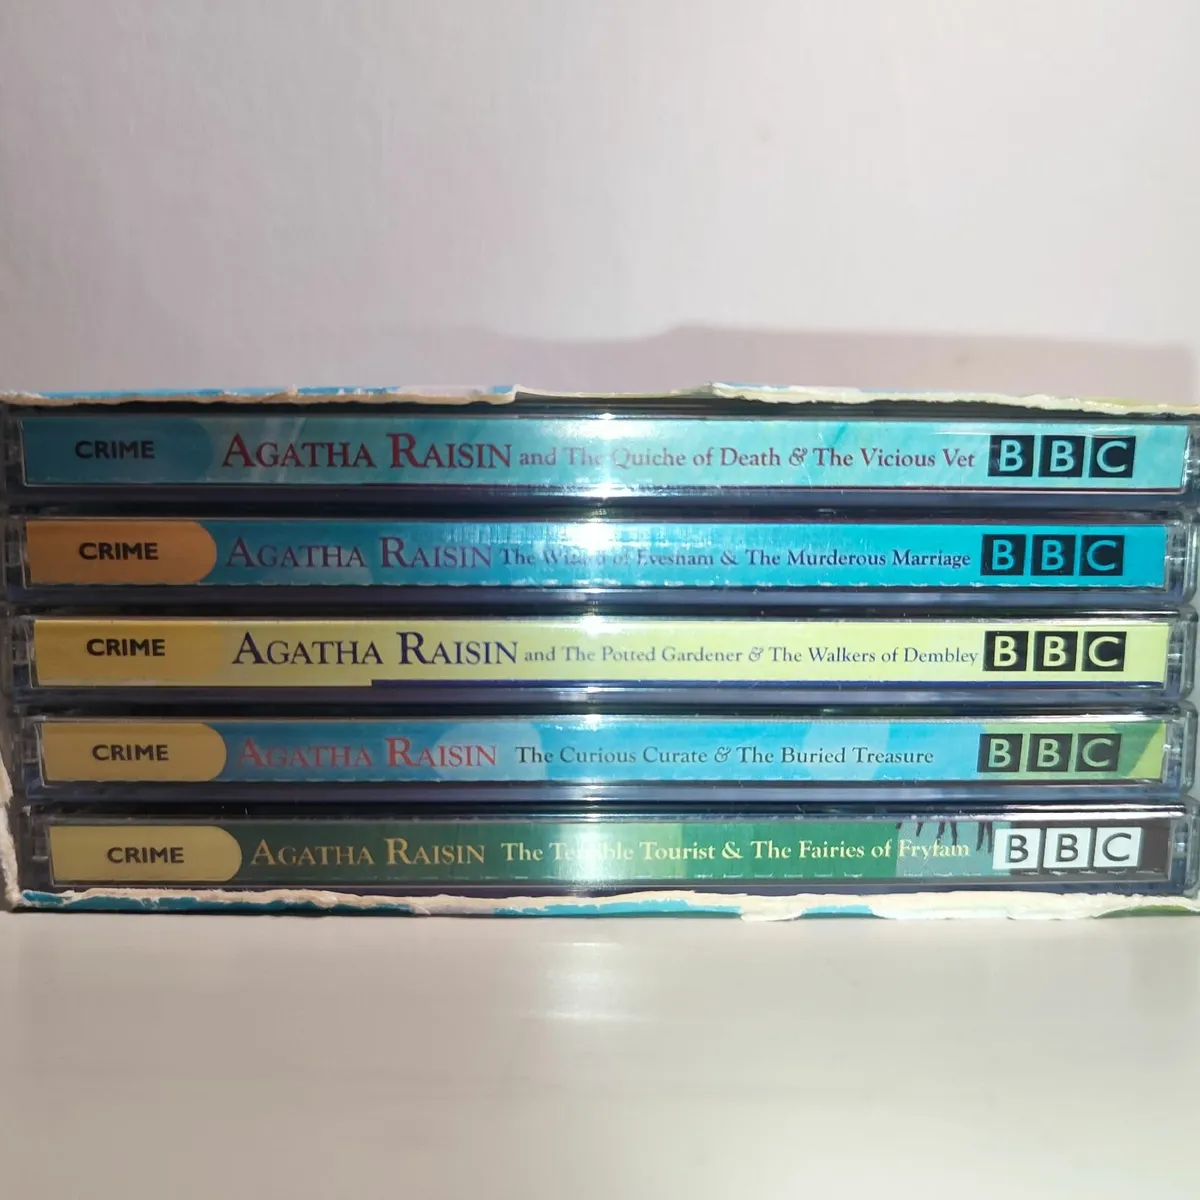 CRIME AGATHA RAISIN and The Quiche of Death & The Vicious Vet BBC
CRIME AGATHA RAISIN The Wizard of Evesham & The Murderous Marriage BBC
CRIME AGATHA RAISIN and The Potted Gardener & The Walkers of Dembley BBC
CRIME AGATHA RAISIN The Curious Curate & The Buried Treasure BBC
CRIME AGATHA RAISIN The Terrible Tourist & The Fairies of Fryfam BBC